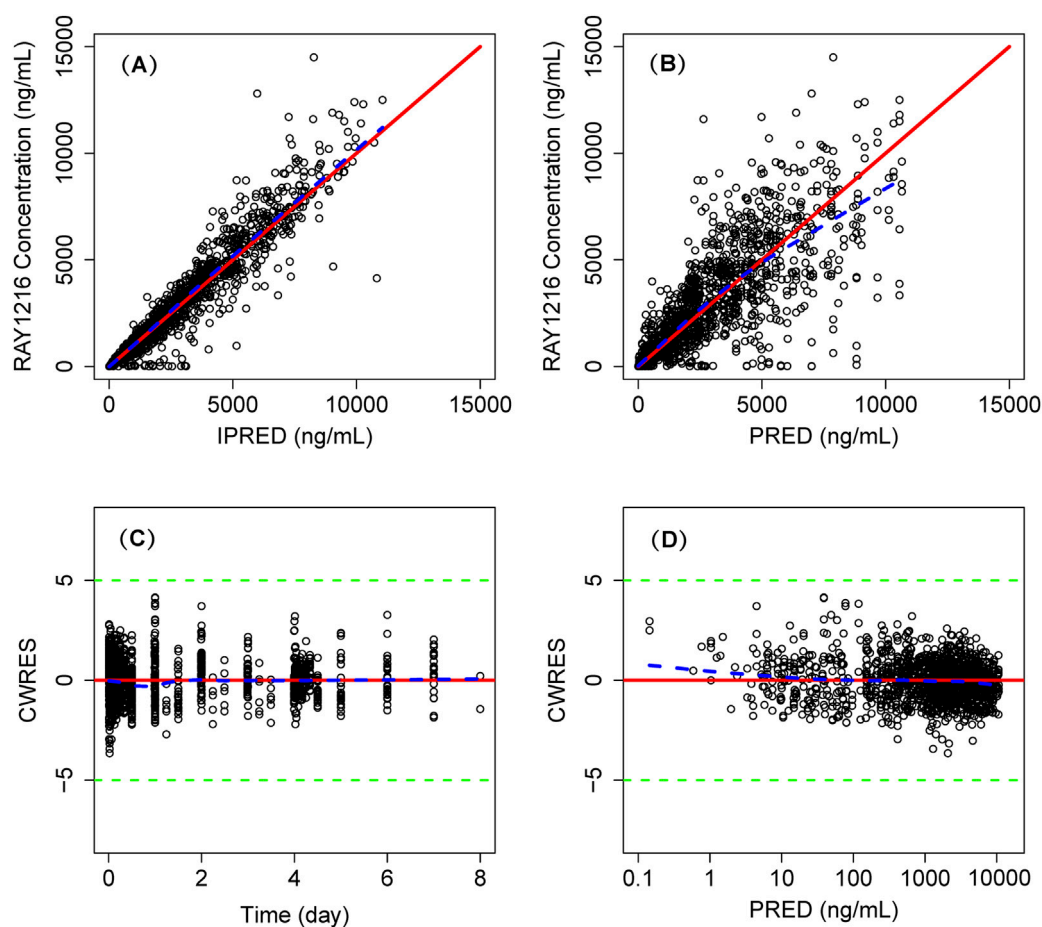 (A)
RAY1216 Concentration (ng/mL)
0 5000 10000 15000
0 5000 10000 15000
IPRED (ng/mL)
(B)
RAY1216 Concentration (ng/mL)
0 5000 10000 15000
0 5000 10000 15000
PRED (ng/mL)
(C)
CWRES
−5 0 5
0 2 4 6 8
Time (day)
(D)
CWRES
−5 0 5
0.1 1 10 100 1000 10000
PRED (ng/mL)